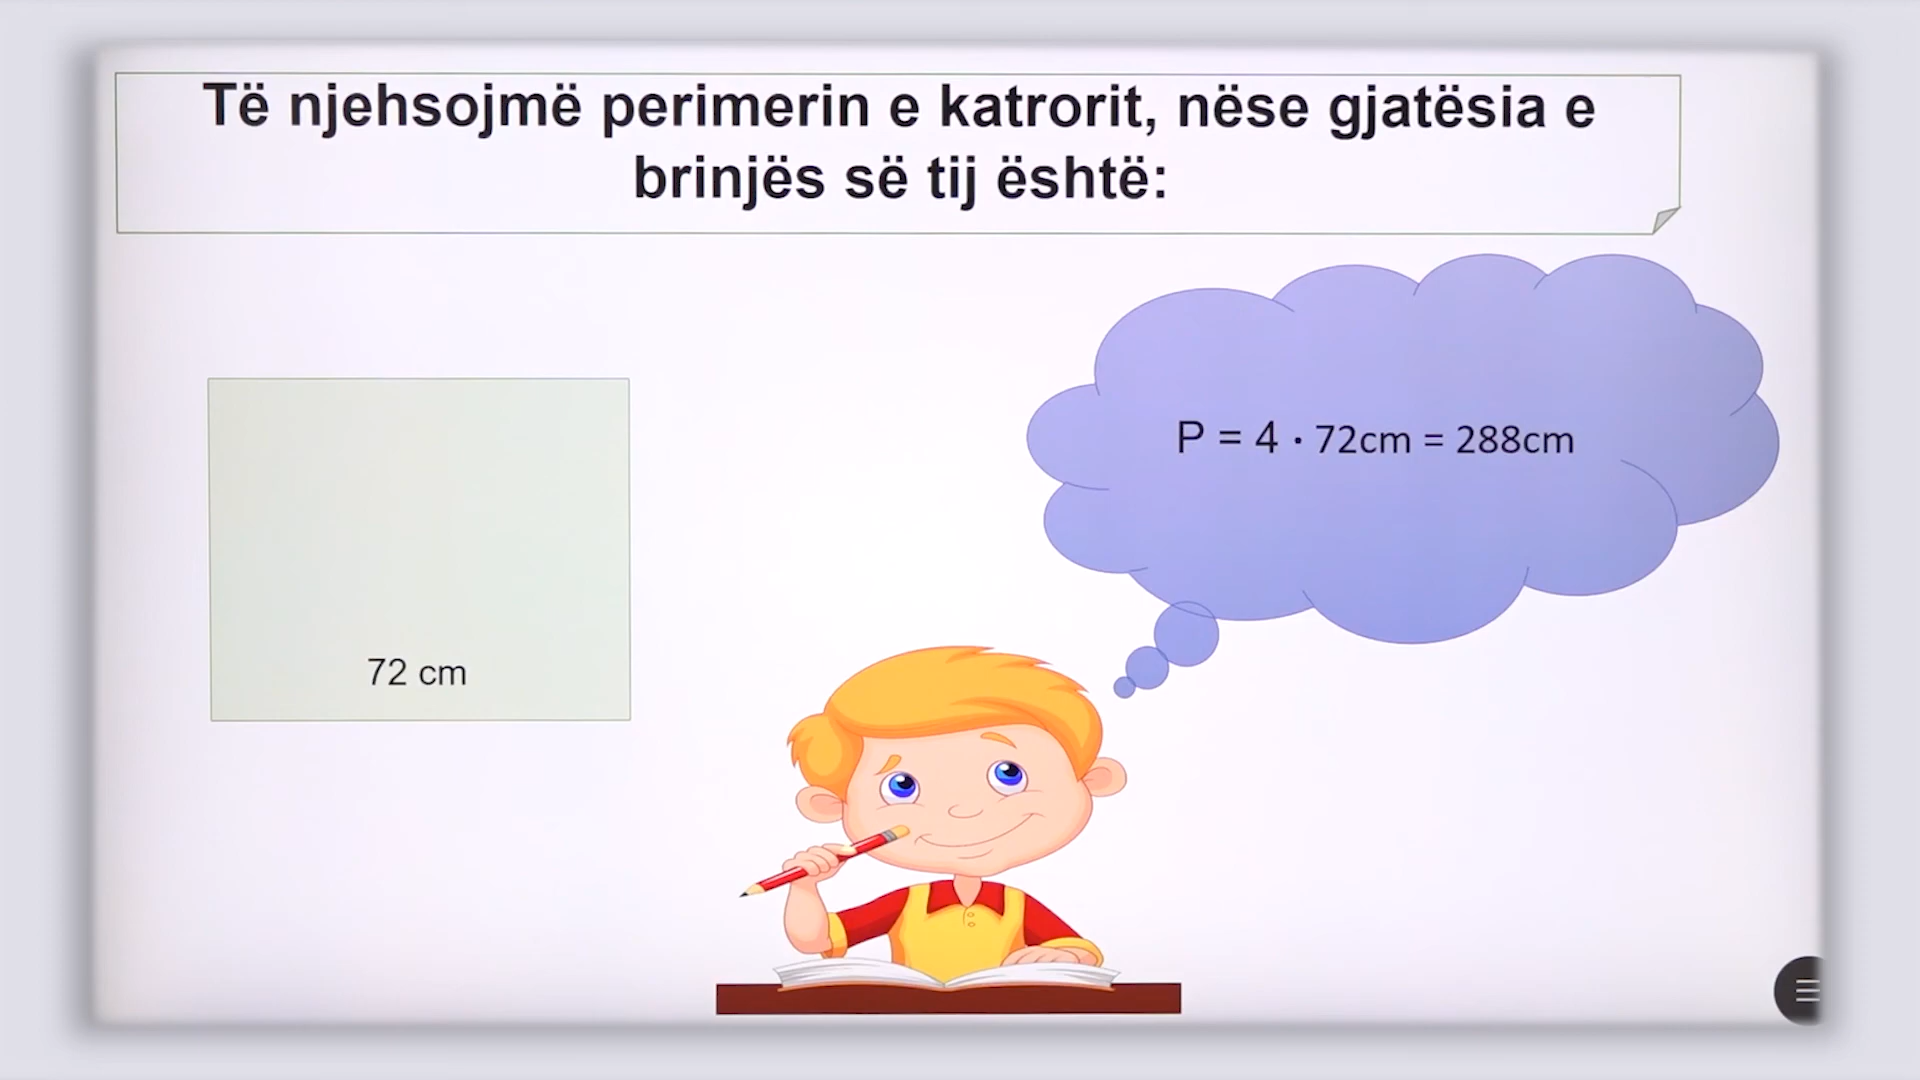 Të njehsojmë perimerin e katrorit, nëse gjatësia e
brinjës së tij është:
P = 4 · 72cm = 288cm
72 cm